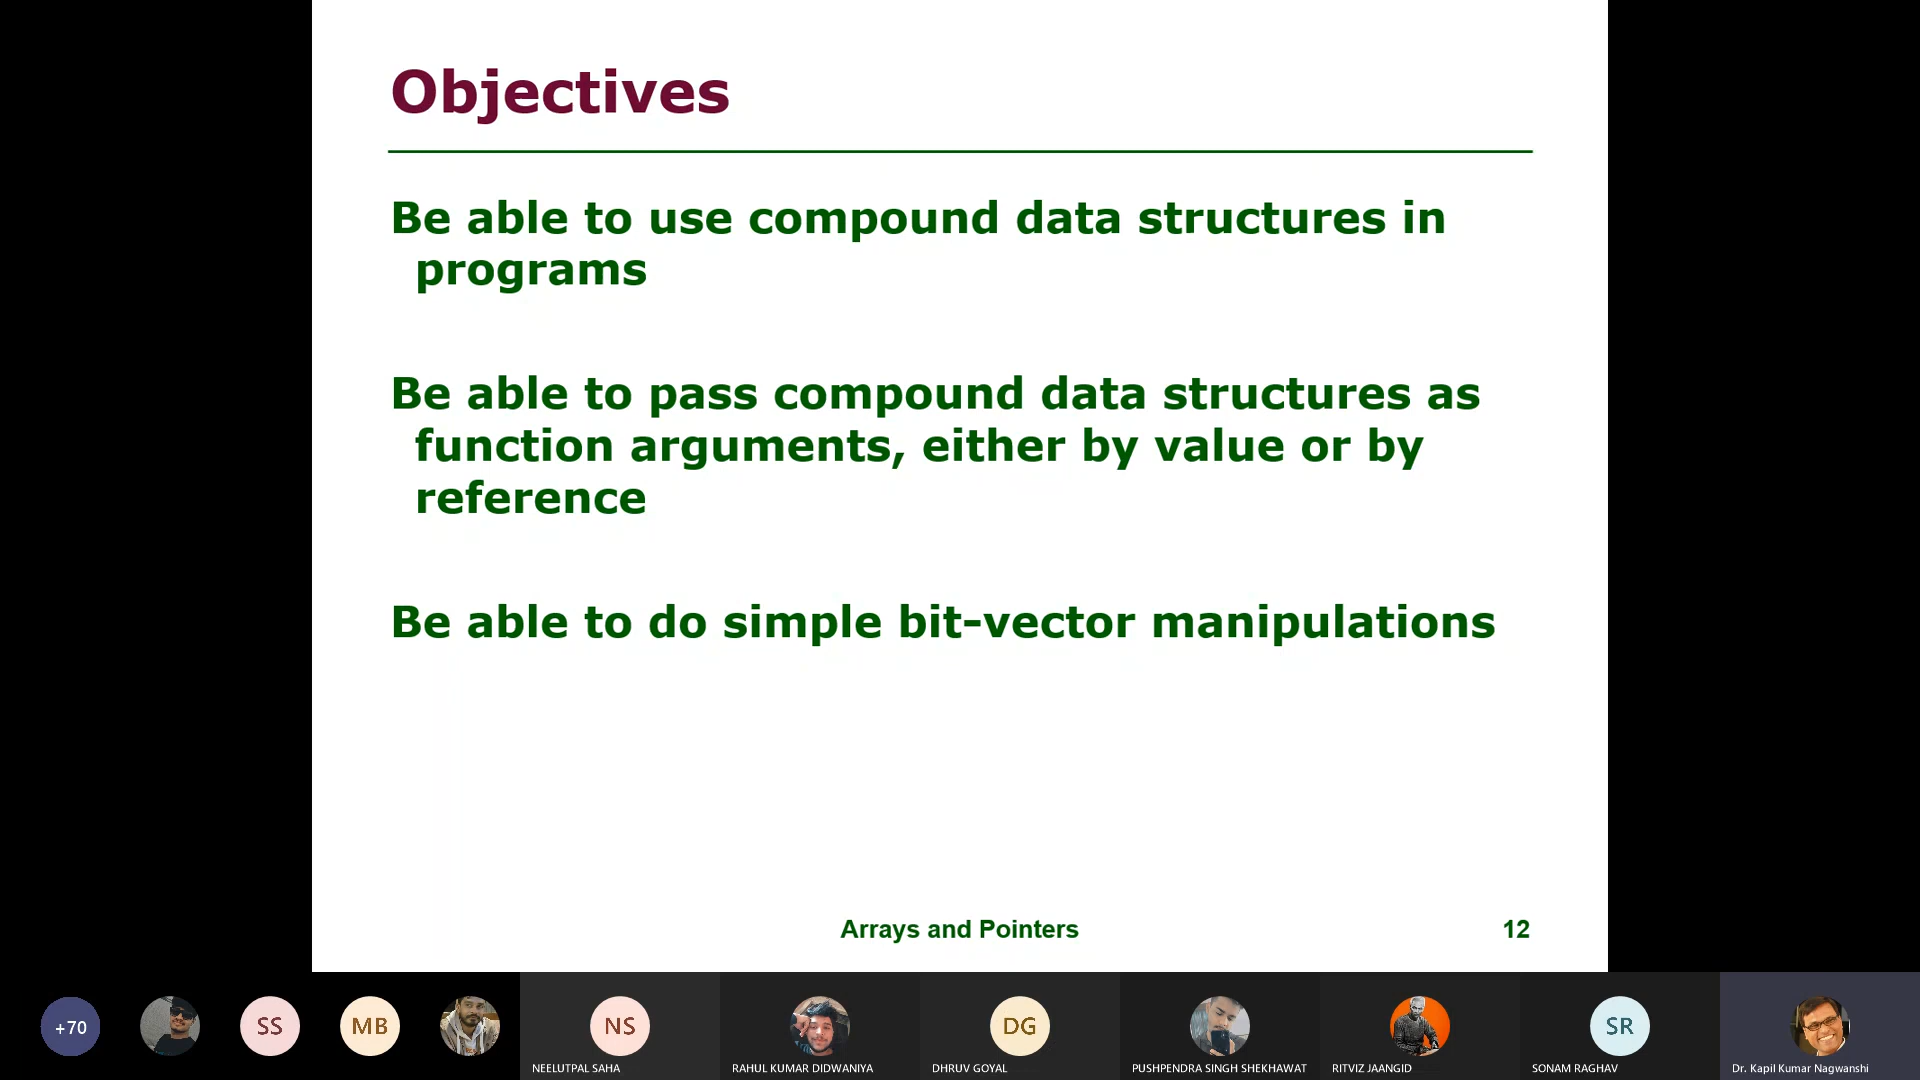 Objectives
Be able to use compound data structures in
programs
Be able to pass compound data structures as
function arguments, either by value or by
reference
Be able to do simple bit-vector manipulations
Arrays and Pointers
12
+70
SS
MB
NS
DG
SR
NEELUTPAL SAHA
RAHUL KUMAR DIDWANIYA
DHRUV GOYAL
PUSHPENDRA SINGH SHEKHAWAT
RITVIZ JAANGID
SONAM RAGHAV
Dr. Kapil Kumar Nagwanshi